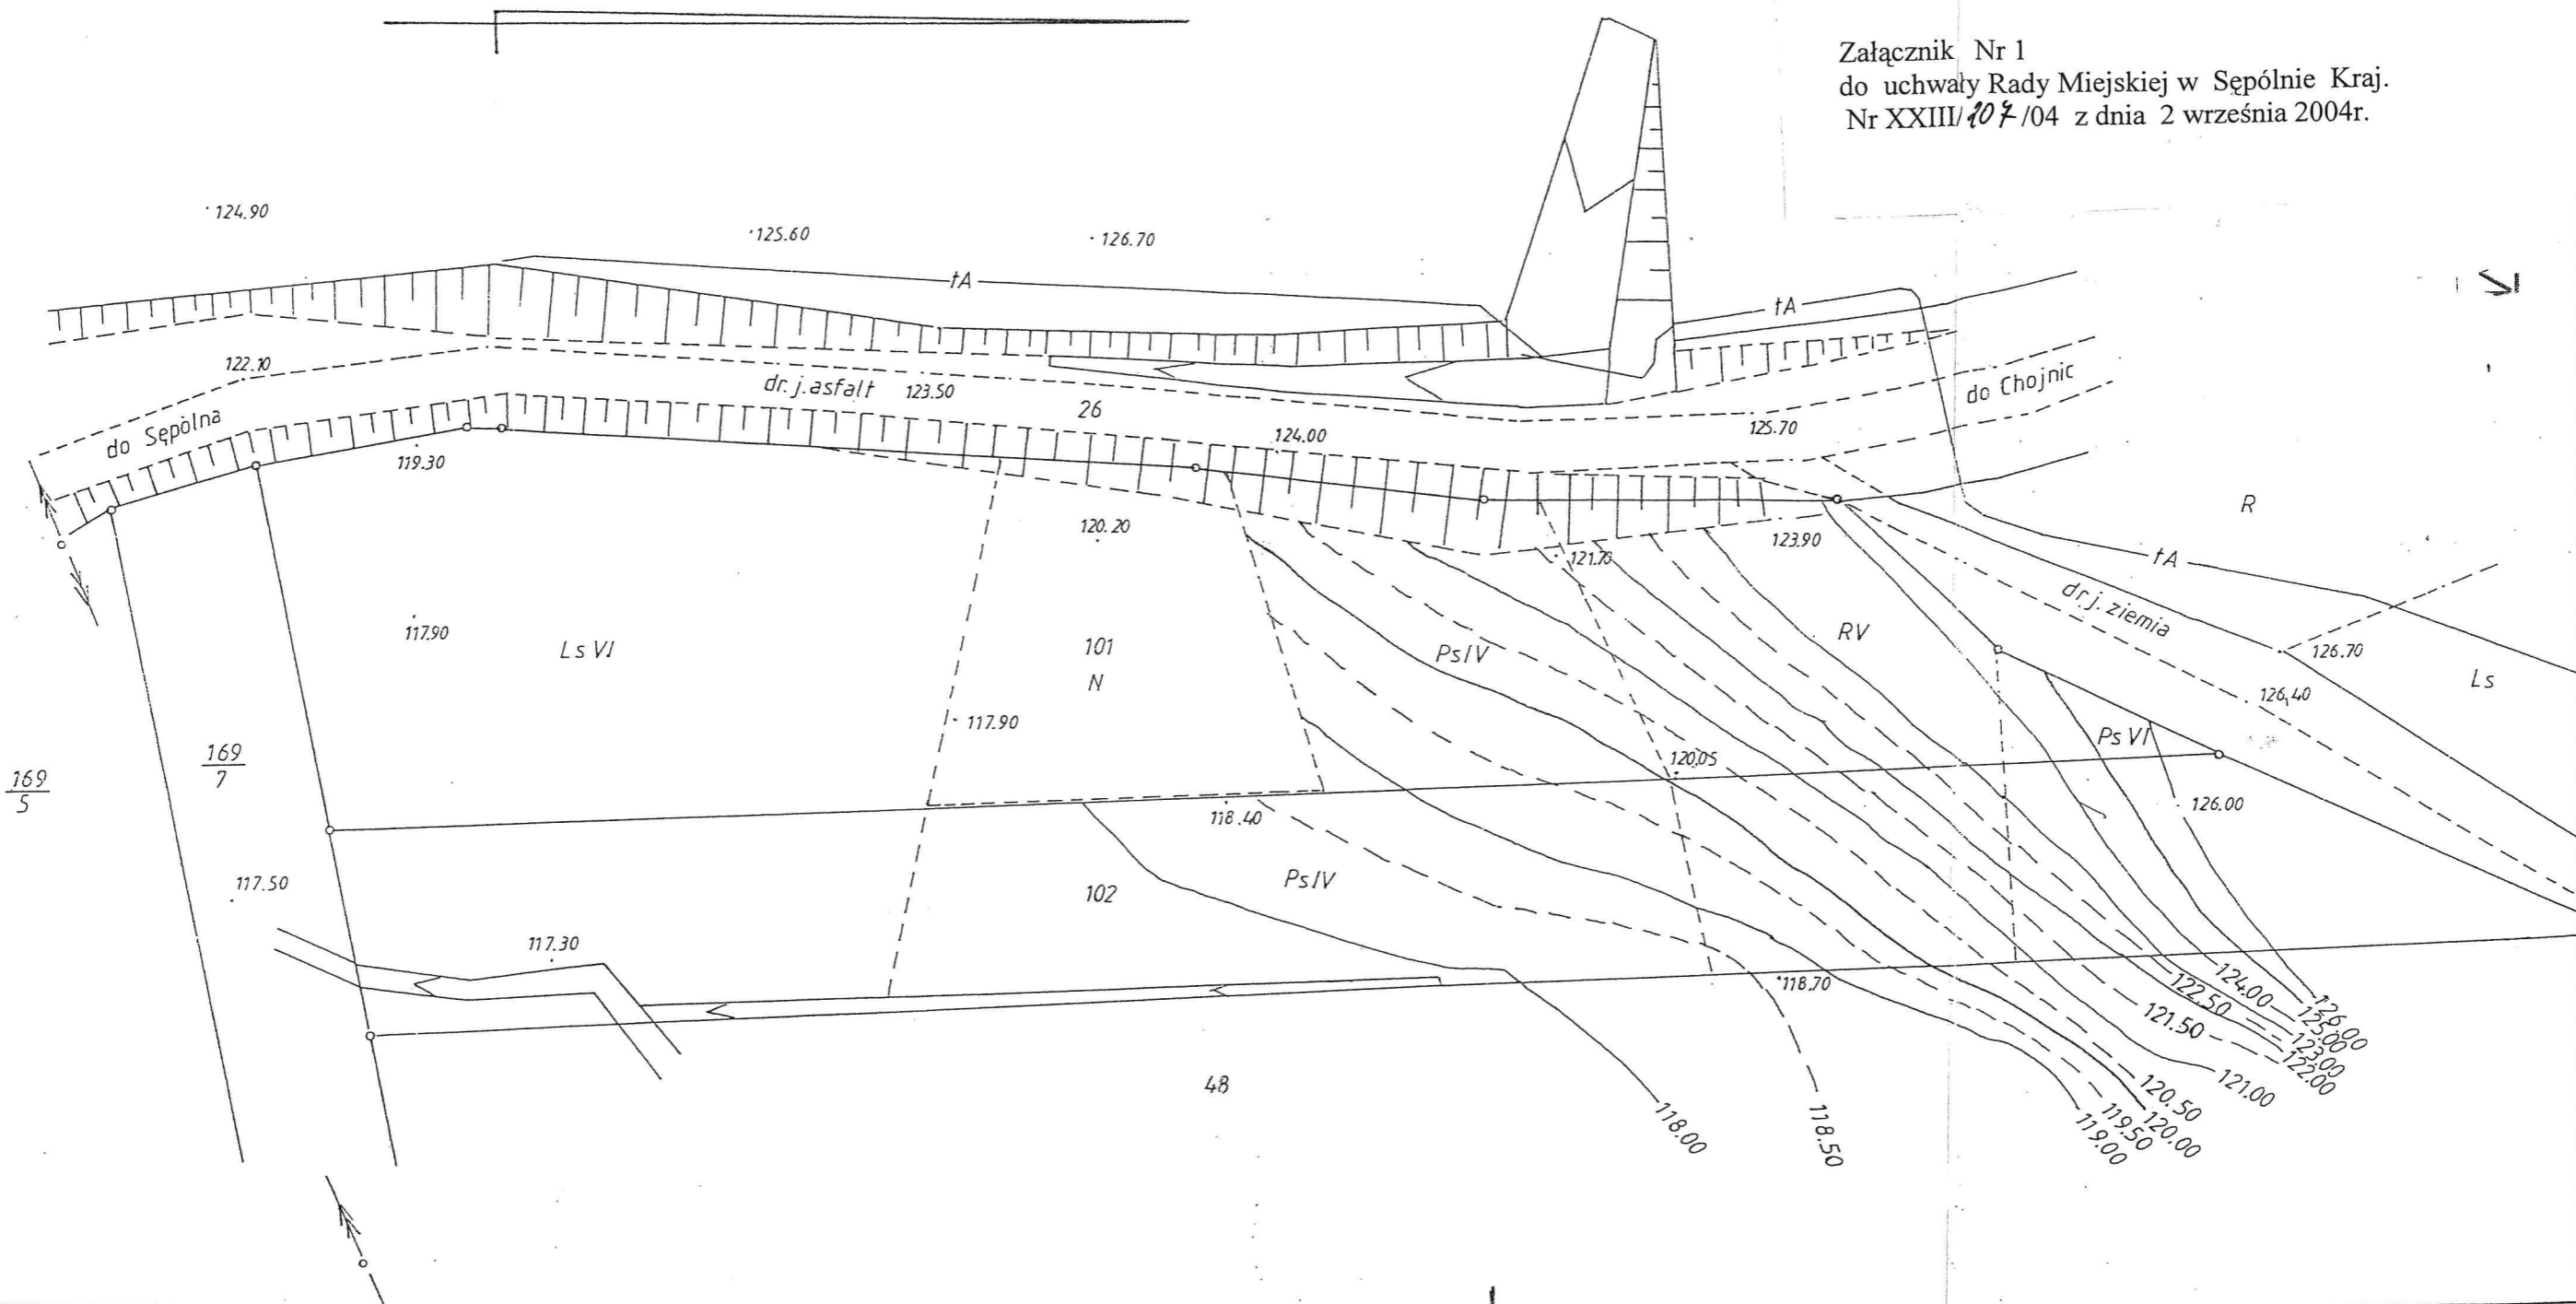 Załącznik Nr 1
do uchwały Rady Miejskiej w Sępólnie Kraj.
Nr XXIII/207/04 z dnia 2 września 2004r.
124.90
125.60
126.70
tA
tA
122.10
dr. j. asfalt
123.50
26
do Sępólna
do Chojnic
124.00
125.70
119.30
R
120.20
121.70
123.90
tA
dr. j. ziemia
117.90
Ls VI
101
N
PsIV
RV
126.70
Ls
126.40
117.90
Ps VI
169
7
169
5
120.05
126.00
118.40
117.50
102
PsIV
117.30
118.70
124.00
122.50
126.00
125.00
121.50
123.00
122.00
48
121.00
120.50
118.00
118.50
119.50
120.00
119.00